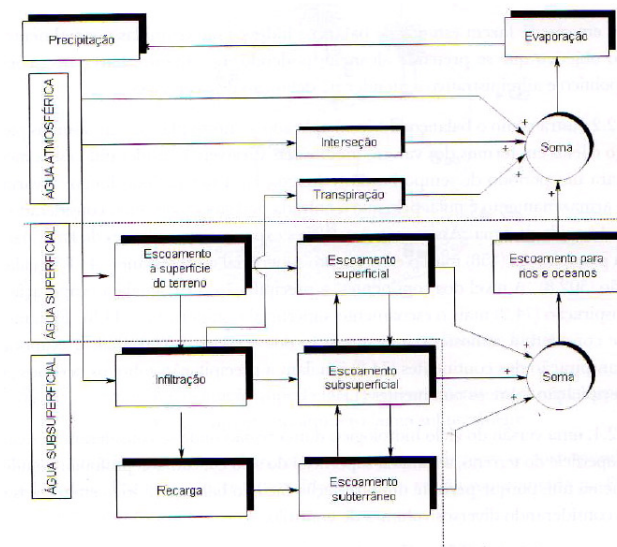 Precipitação
Evaporação
ÁGUA ATMOSFÉRICA
Interseção
Soma
Transpiração
+
+
+
+
ÁGUA SUPERFICIAL
Escoamento
à superfície
do terreno
Escoamento
superficial
Escoamento para
rios e oceanos
ÁGUA SUBSUPERFICIAL
Infiltração
Escoamento
subsuperficial
Soma
+
+
+
Recarga
Escoamento
subterrâneo